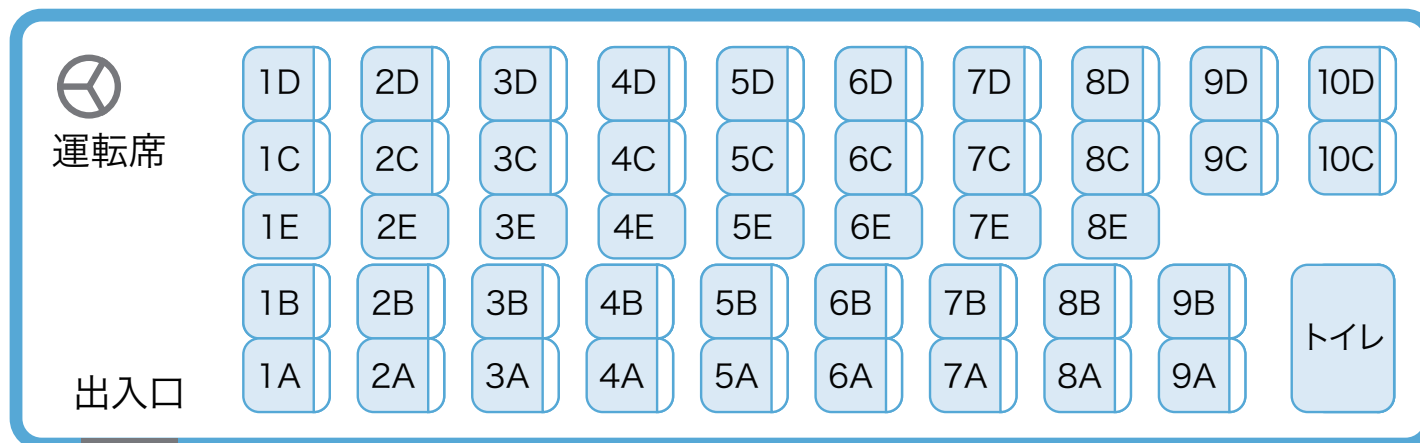 1D 2D 3D 4D 5D 6D 7D 8D 9D 10D
運転席
1C 2C 3C 4C 5C 6C 7C 8C 9C 10C
1E 2E 3E 4E 5E 6E 7E 8E
1B 2B 3B 4B 5B 6B 7B 8B 9B
トイレ
1A 2A 3A 4A 5A 6A 7A 8A 9A
出入口